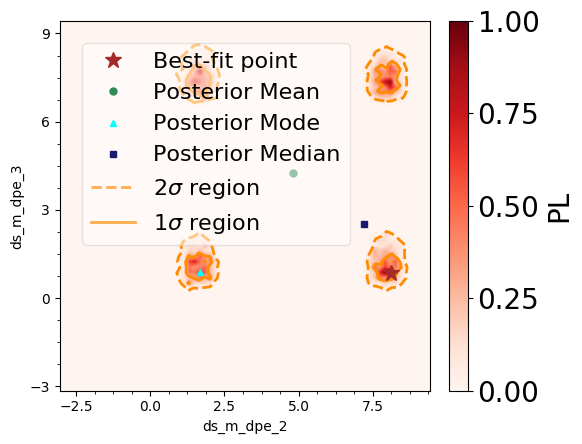 9
6
3
0
−3
ds_m_dpe_3
−2.5
0.0
2.5
5.0
7.5
ds_m_dpe_2
Best-fit point
Posterior Mean
Posterior Mode
Posterior Median
2σ region
1σ region
1.00
0.75
0.50
0.25
0.00
PL